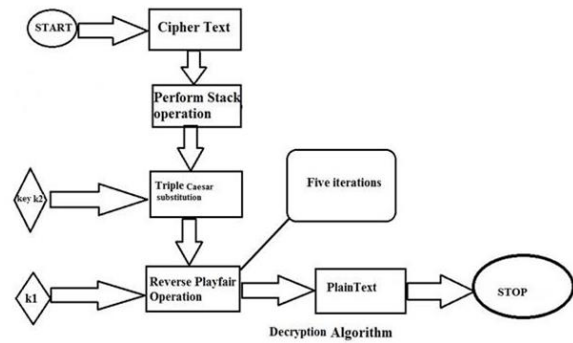 START
Cipher Text
Perform Stack
operation
key k2
Triple Caesar
substitution
Five iterations
k1
Reverse Playfair
Operation
PlainText
STOP
Decryption Algorithm